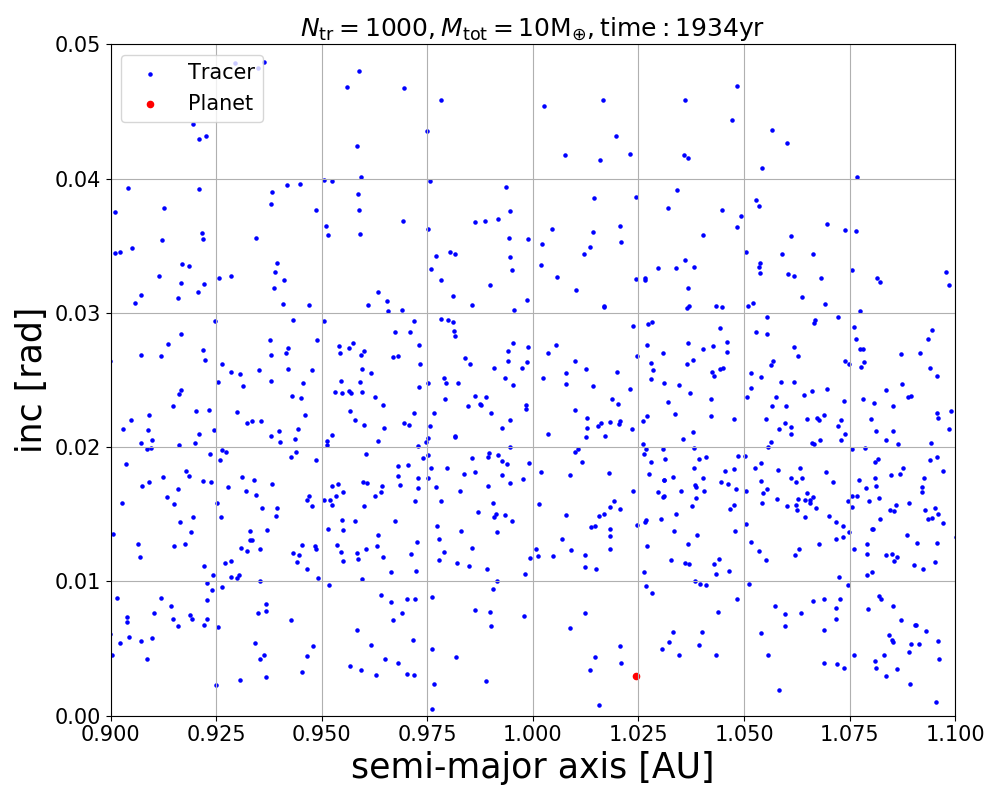 N_tr = 1000, M_tot = 10M_⊕, time : 1934yr
Tracer
Planet
inc [rad]
0.05
0.04
0.03
0.02
0.01
0.00
0.900 0.925 0.950 0.975 1.000 1.025 1.050 1.075 1.100
semi-major axis [AU]